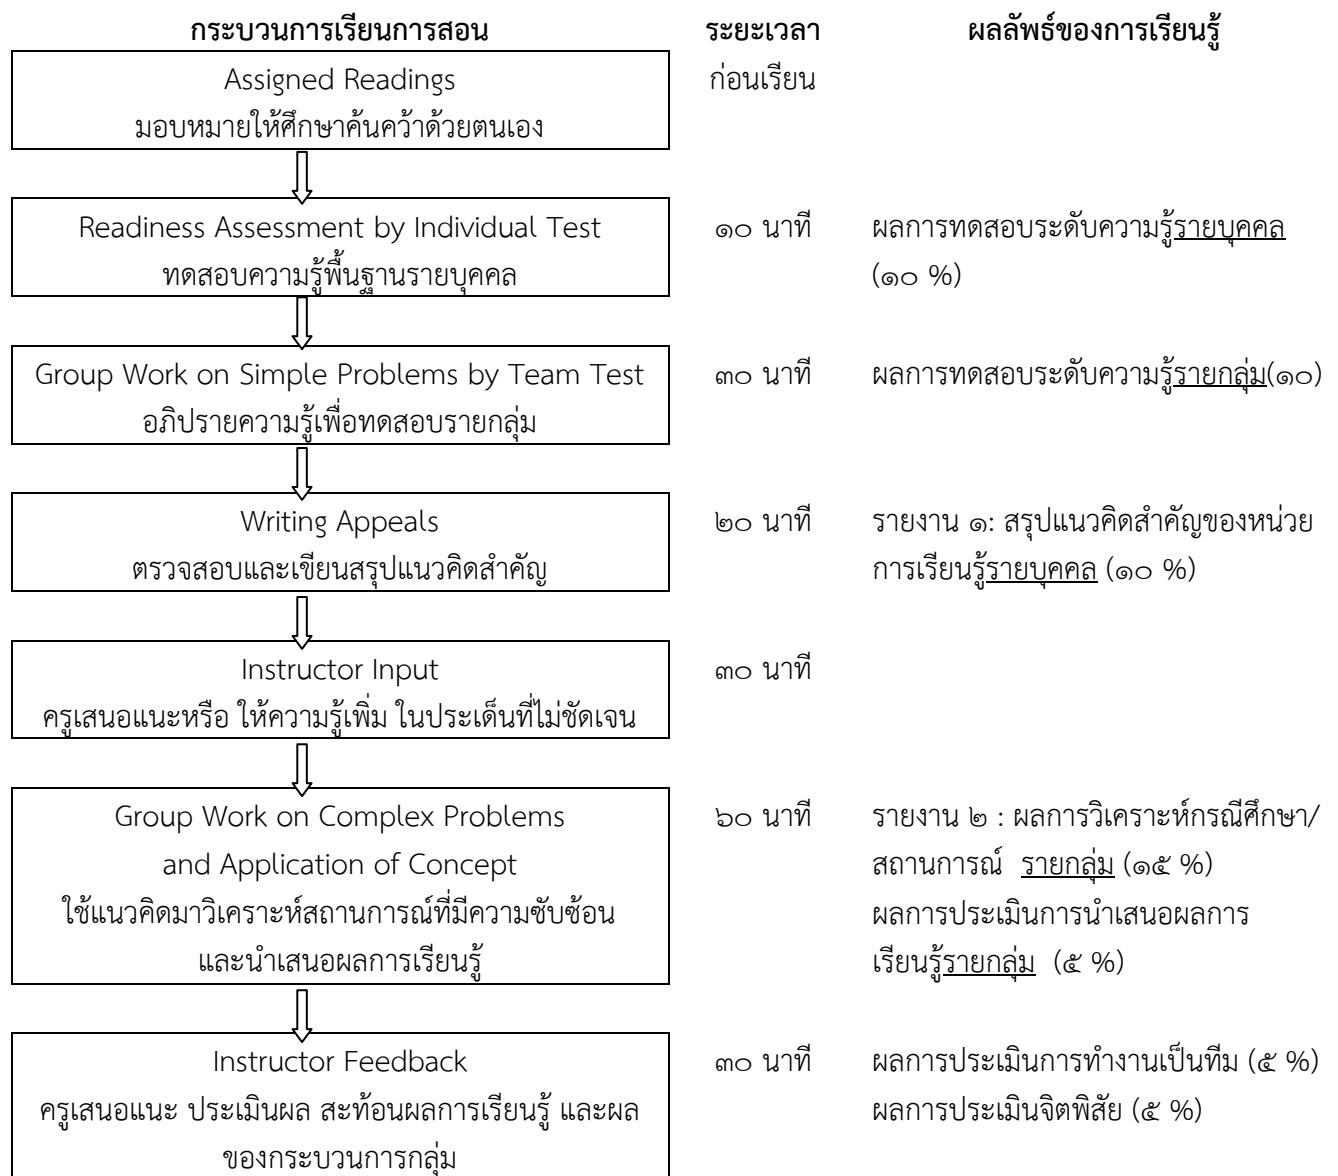 กระบวนการเรียนการสอน ระยะเวลา ผลลัพธ์ของการเรียนรู้
Assigned Readings ก่อนเรียน
มอบหมายให้ศึกษาค้นคว้าด้วยตนเอง
Readiness Assessment by Individual Test ๑๐ นาที ผลการทดสอบระดับความรู้รายบุคคล
ทดสอบความรู้พื้นฐานรายบุคคล (๑๐ %)
Group Work on Simple Problems by Team Test ๓๐ นาที ผลการทดสอบระดับความรู้รายกลุ่ม(๑๐)
อภิปรายความรู้เพื่อทดสอบรายกลุ่ม
Writing Appeals ๒๐ นาที รายงาน ๑: สรุปแนวคิดสำคัญของหน่วย
ตรวจสอบและเขียนสรุปแนวคิดสำคัญ การเรียนรู้รายบุคคล (๑๐ %)
Instructor Input ๓๐ นาที
ครูเสนอแนะหรือ ให้ความรู้เพิ่ม ในประเด็นที่ไม่ชัดเจน
Group Work on Complex Problems ๖๐ นาที รายงาน ๒ : ผลการวิเคราะห์กรณีศึกษา/
and Application of Concept สถานการณ์ รายกลุ่ม (๑๕ %)
ใช้แนวคิดมาวิเคราะห์สถานการณ์ที่มีความซับซ้อน ผลการประเมินการนำเสนอผลการ
และนำเสนอผลการเรียนรู้ เรียนรู้รายกลุ่ม (๕ %)
Instructor Feedback ๓๐ นาที ผลการประเมินการทำงานเป็นทีม (๕ %)
ครูเสนอแนะ ประเมินผล สะท้อนผลการเรียนรู้ และผล ผลการประเมินจิตพิสัย (๕ %)
ของกระบวนการกลุ่ม